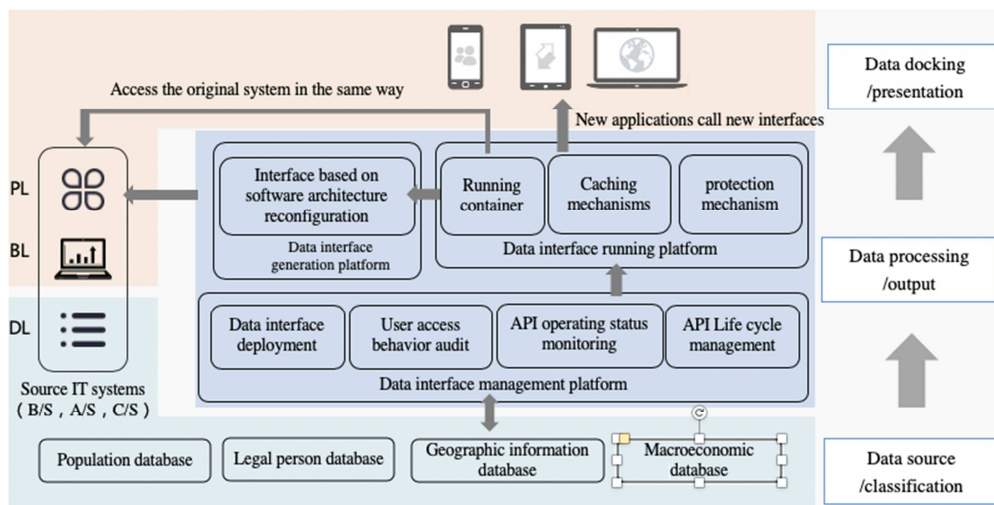 Access the original system in the same way
New applications call new interfaces
PL
BL
DL
Source IT systems
( B/S , A/S , C/S )
Interface based on
software architecture
reconfiguration
Data interface
generation platform
Running
container
Caching
mechanisms
protection
mechanism
Data interface running platform
Data interface
deployment
User access
behavior audit
API operating status
monitoring
API Life cycle
management
Data interface management platform
Population database
Legal person database
Geographic information
database
Macroeconomic
database
Data docking
/presentation
Data processing
/output
Data source
/classification